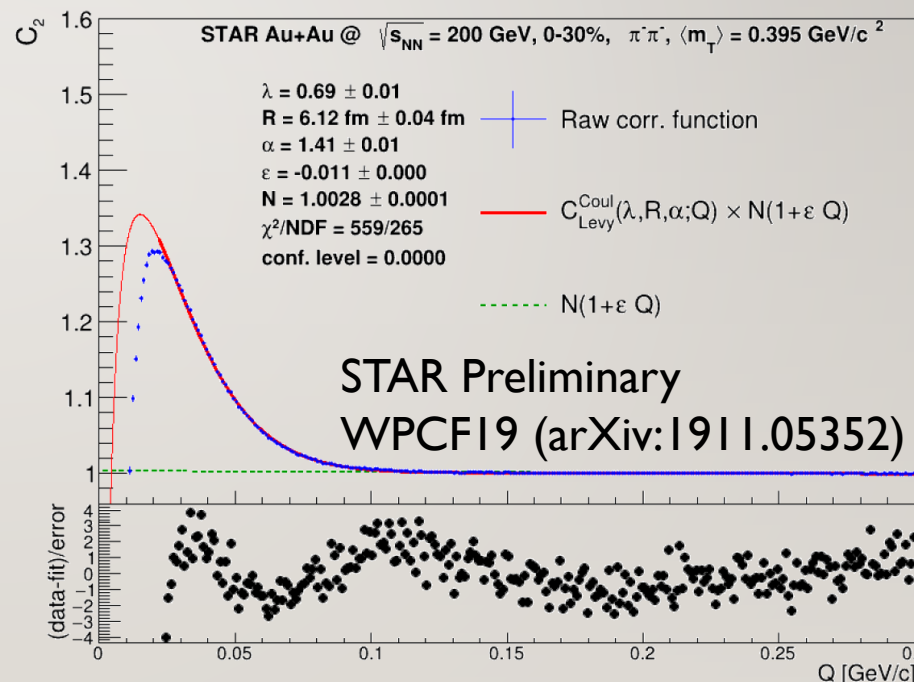 C₂
STAR Au+Au @ √s_NN = 200 GeV, 0-30%, π⁻π⁻, ⟨m_T⟩ = 0.395 GeV/c²
λ = 0.69 ± 0.01
R = 6.12 fm ± 0.04 fm
α = 1.41 ± 0.01
ε = -0.011 ± 0.000
N = 1.0028 ± 0.0001
χ²/NDF = 559/265
conf. level = 0.0000
Raw corr. function
C_Levy^Coul(λ,R,α;Q) × N(1+ε Q)
N(1+ε Q)
STAR Preliminary
WPCF19 (arXiv:1911.05352)
1.6
1.5
1.4
1.3
1.2
1.1
1
(data-fit)/error
4
3
2
1
0
−1
−2
−3
−4
0 0.05 0.1 0.15 0.2 0.25
Q [GeV/c]